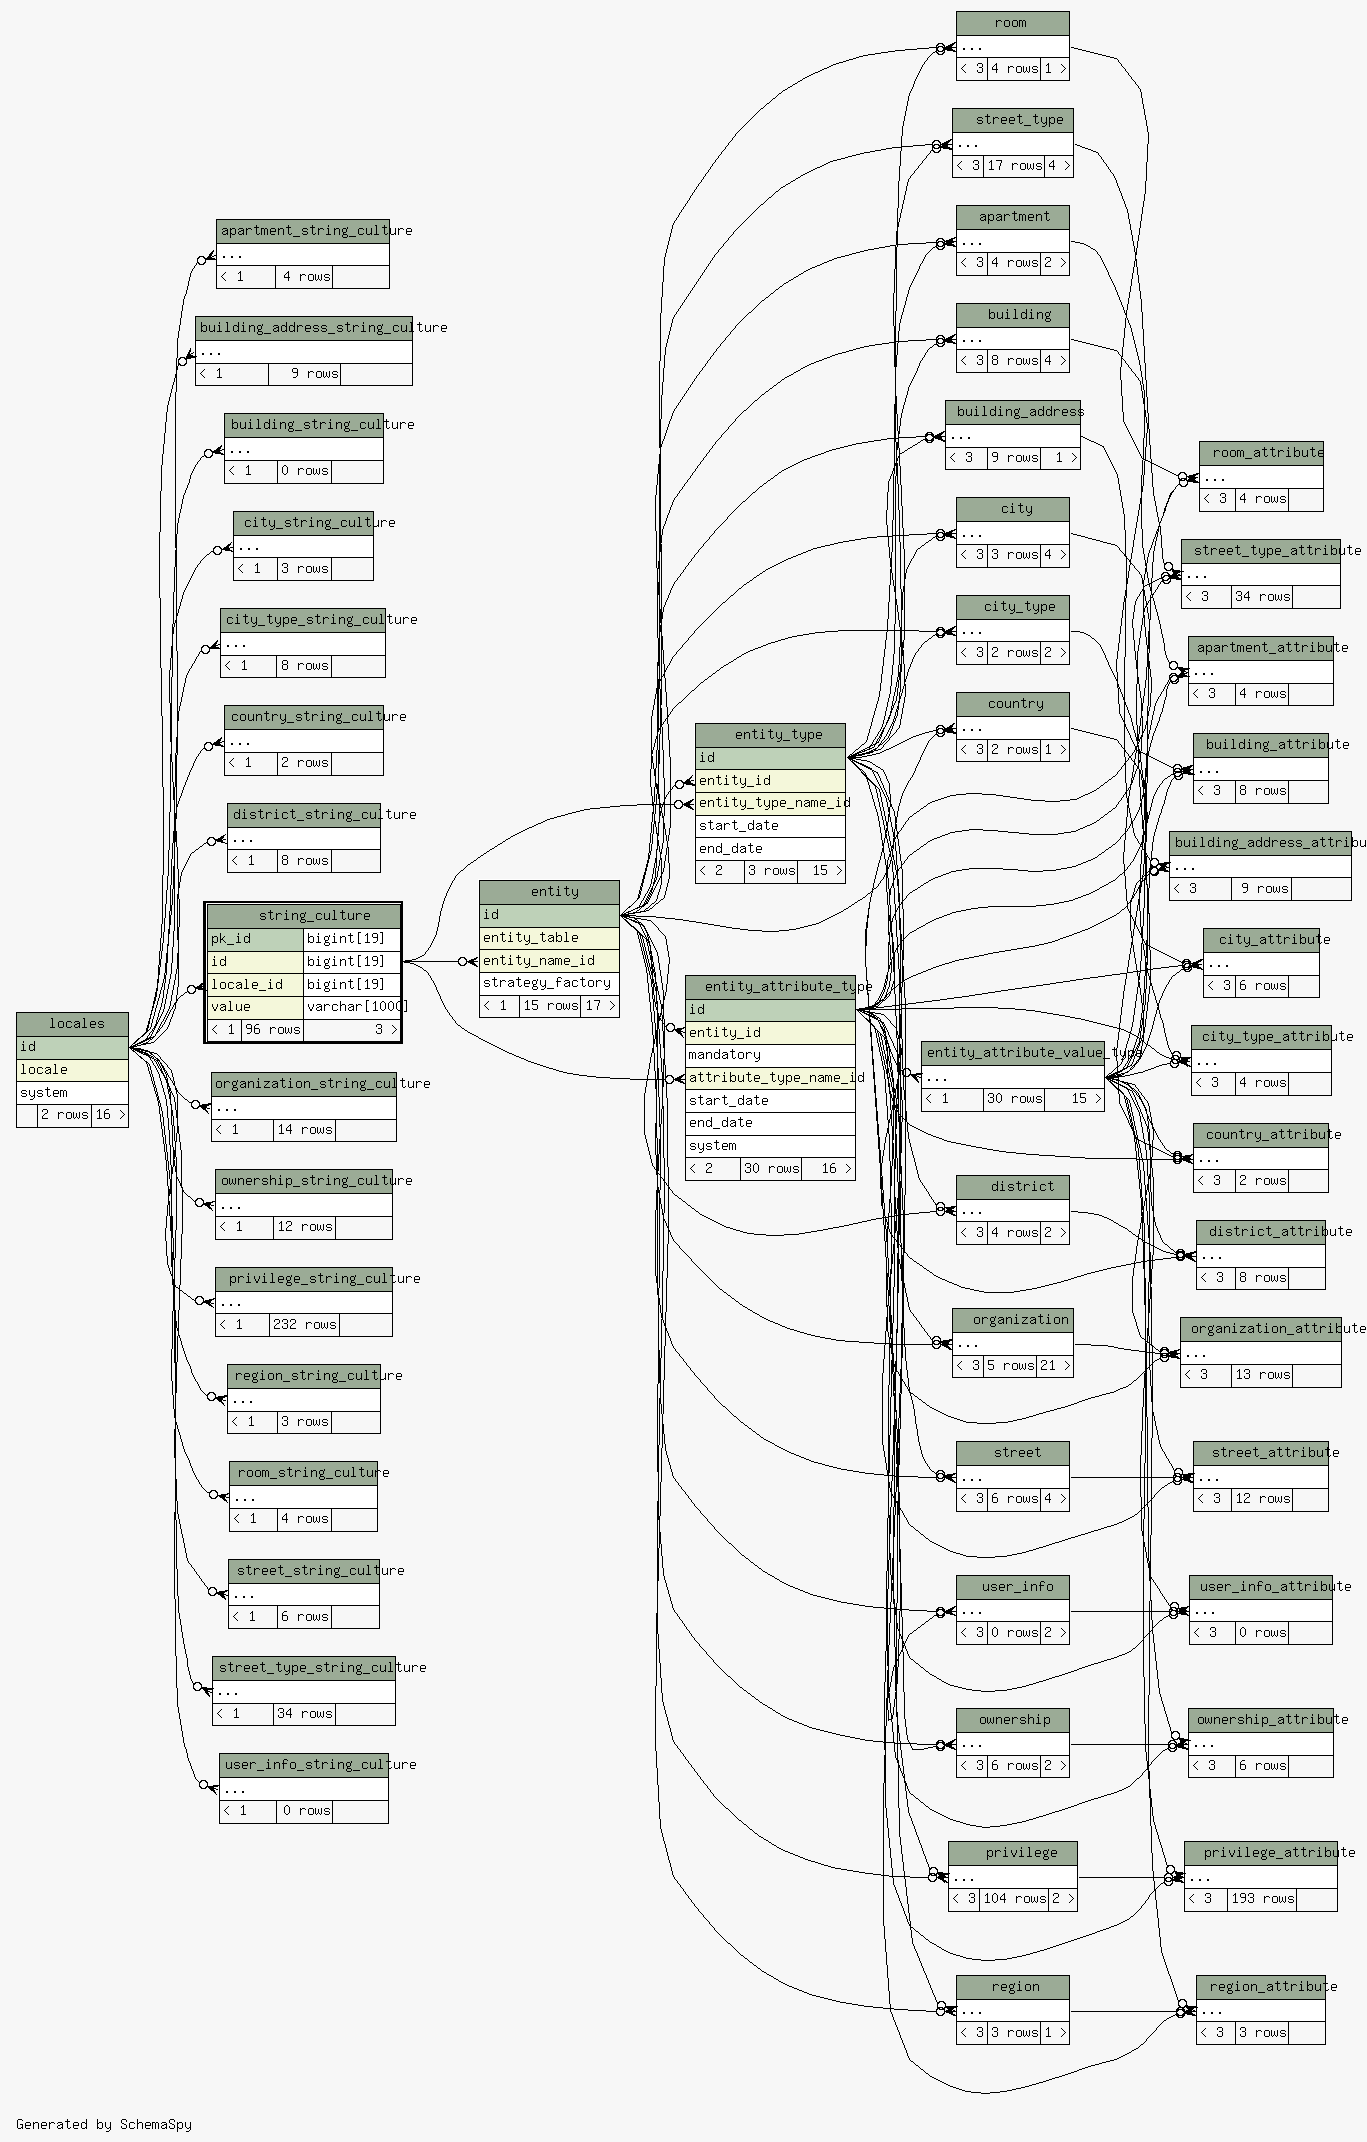 room
...
< 3 4 rows 1 >
street_type
...
< 3 17 rows 4 >
apartment
...
< 3 4 rows 2 >
building
...
< 3 8 rows 4 >
building_address
...
< 3 9 rows 1 >
city
...
< 3 3 rows 4 >
city_type
...
< 3 2 rows 2 >
country
...
< 3 2 rows 1 >
apartment_string_culture
...
< 1 4 rows
building_address_string_culture
...
< 1 9 rows
building_string_culture
...
< 1 0 rows
city_string_culture
...
< 1 3 rows
city_type_string_culture
...
< 1 8 rows
country_string_culture
...
< 1 2 rows
district_string_culture
...
< 1 8 rows
string_culture
pk_id bigint[19]
id bigint[19]
locale_id bigint[19]
value varchar[1000]
< 1 96 rows 3 >
locales
id
locale
system
2 rows 16 >
organization_string_culture
...
< 1 14 rows
ownership_string_culture
...
< 1 12 rows
privilege_string_culture
...
< 1 232 rows
region_string_culture
...
< 1 3 rows
room_string_culture
...
< 1 4 rows
street_string_culture
...
< 1 6 rows
street_type_string_culture
...
< 1 34 rows
user_info_string_culture
...
< 1 0 rows
entity
id
entity_table
entity_name_id
strategy_factory
< 1 15 rows 17 >
entity_type
id
entity_id
entity_type_name_id
start_date
end_date
< 2 3 rows 15 >
entity_attribute_type
id
entity_id
mandatory
attribute_type_name_id
start_date
end_date
system
< 2 30 rows 16 >
entity_attribute_value_type
...
< 1 30 rows 15 >
district
...
< 3 4 rows 2 >
organization
...
< 3 5 rows 21 >
street
...
< 3 6 rows 4 >
user_info
...
< 3 0 rows 2 >
ownership
...
< 3 6 rows 2 >
privilege
...
< 3 104 rows 2 >
region
...
< 3 3 rows 1 >
room_attribute
...
< 3 4 rows
street_type_attribute
...
< 3 34 rows
apartment_attribute
...
< 3 4 rows
building_attribute
...
< 3 8 rows
building_address_attribu
...
< 3 9 rows
city_attribute
...
< 3 6 rows
city_type_attribute
...
< 3 4 rows
country_attribute
...
< 3 2 rows
district_attribute
...
< 3 8 rows
organization_attribute
...
< 3 13 rows
street_attribute
...
< 3 12 rows
user_info_attribute
...
< 3 0 rows
ownership_attribute
...
< 3 6 rows
privilege_attribute
...
< 3 193 rows
region_attribute
...
< 3 3 rows
Generated by SchemaSpy